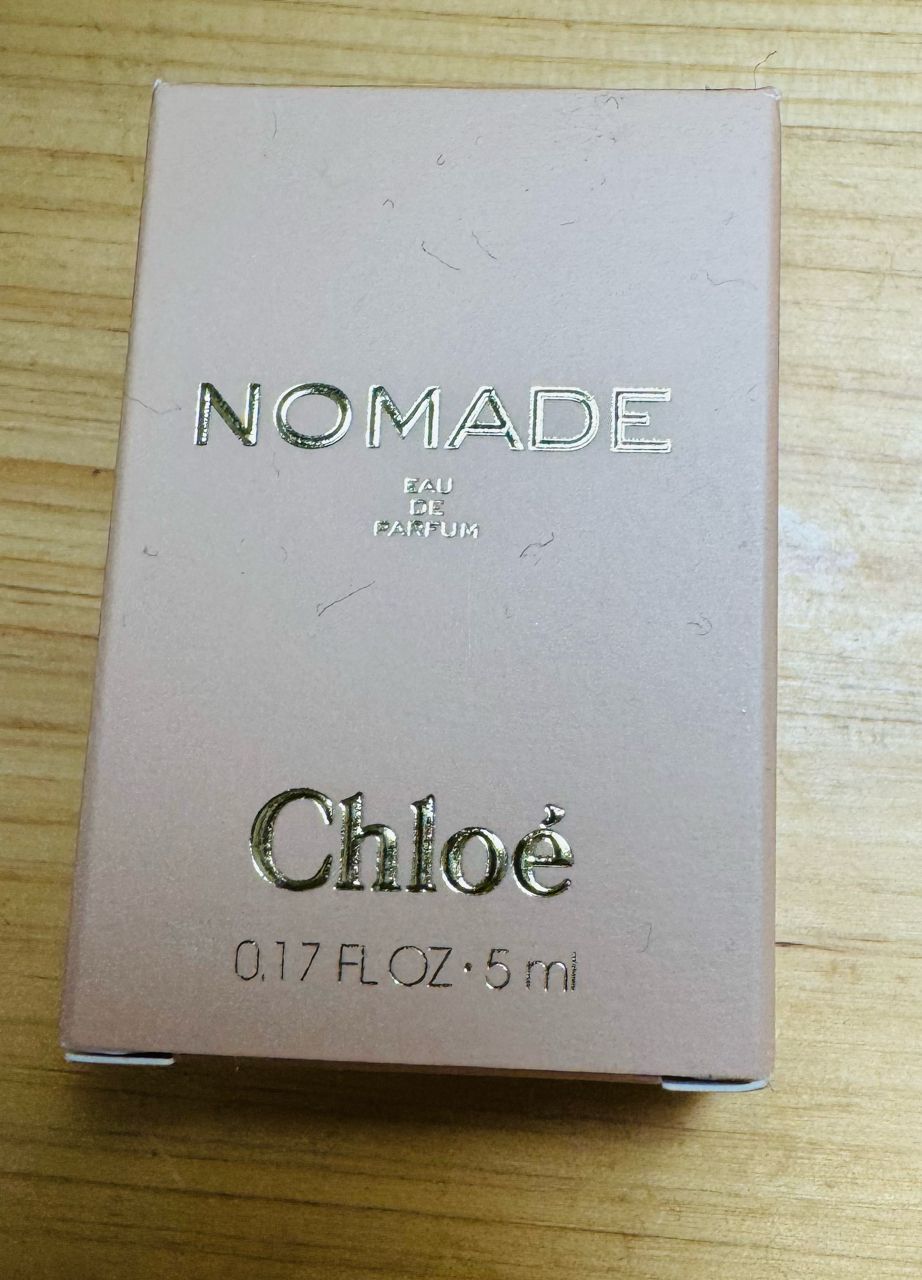 NOMADE
EAU
DE
PARFUM
Chloé
0.17 FL OZ · 5 ml